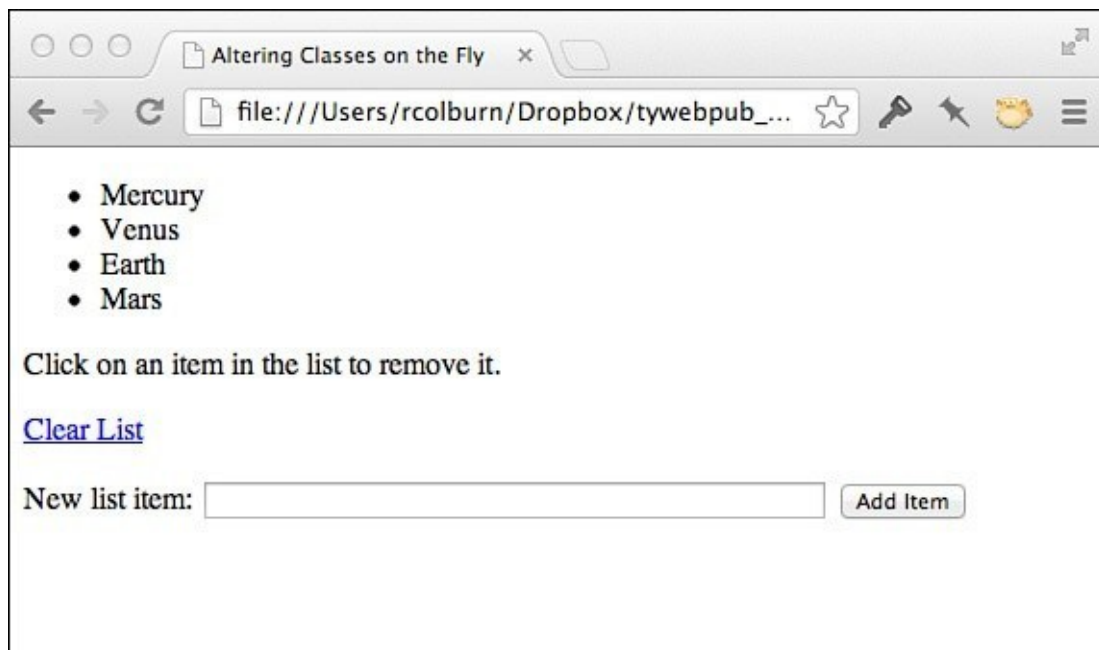 Altering Classes on the Fly
file:///Users/rcolburn/Dropbox/tywebpub_...
• Mercury
• Venus
• Earth
• Mars
Click on an item in the list to remove it.
Clear List
New list item: Add Item